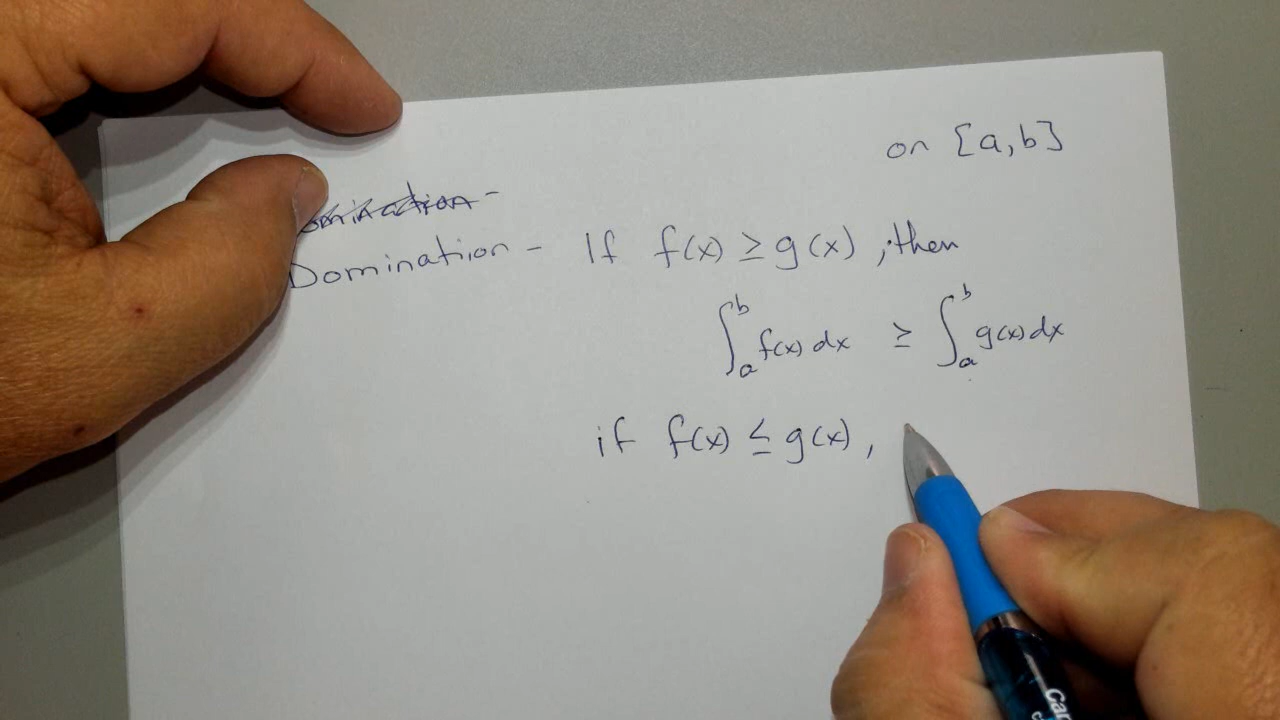 on [a,b]
Domination - If f(x) ≥ g(x), then
∫_a^b f(x) dx ≥ ∫_a^b g(x) dx
if f(x) ≤ g(x),